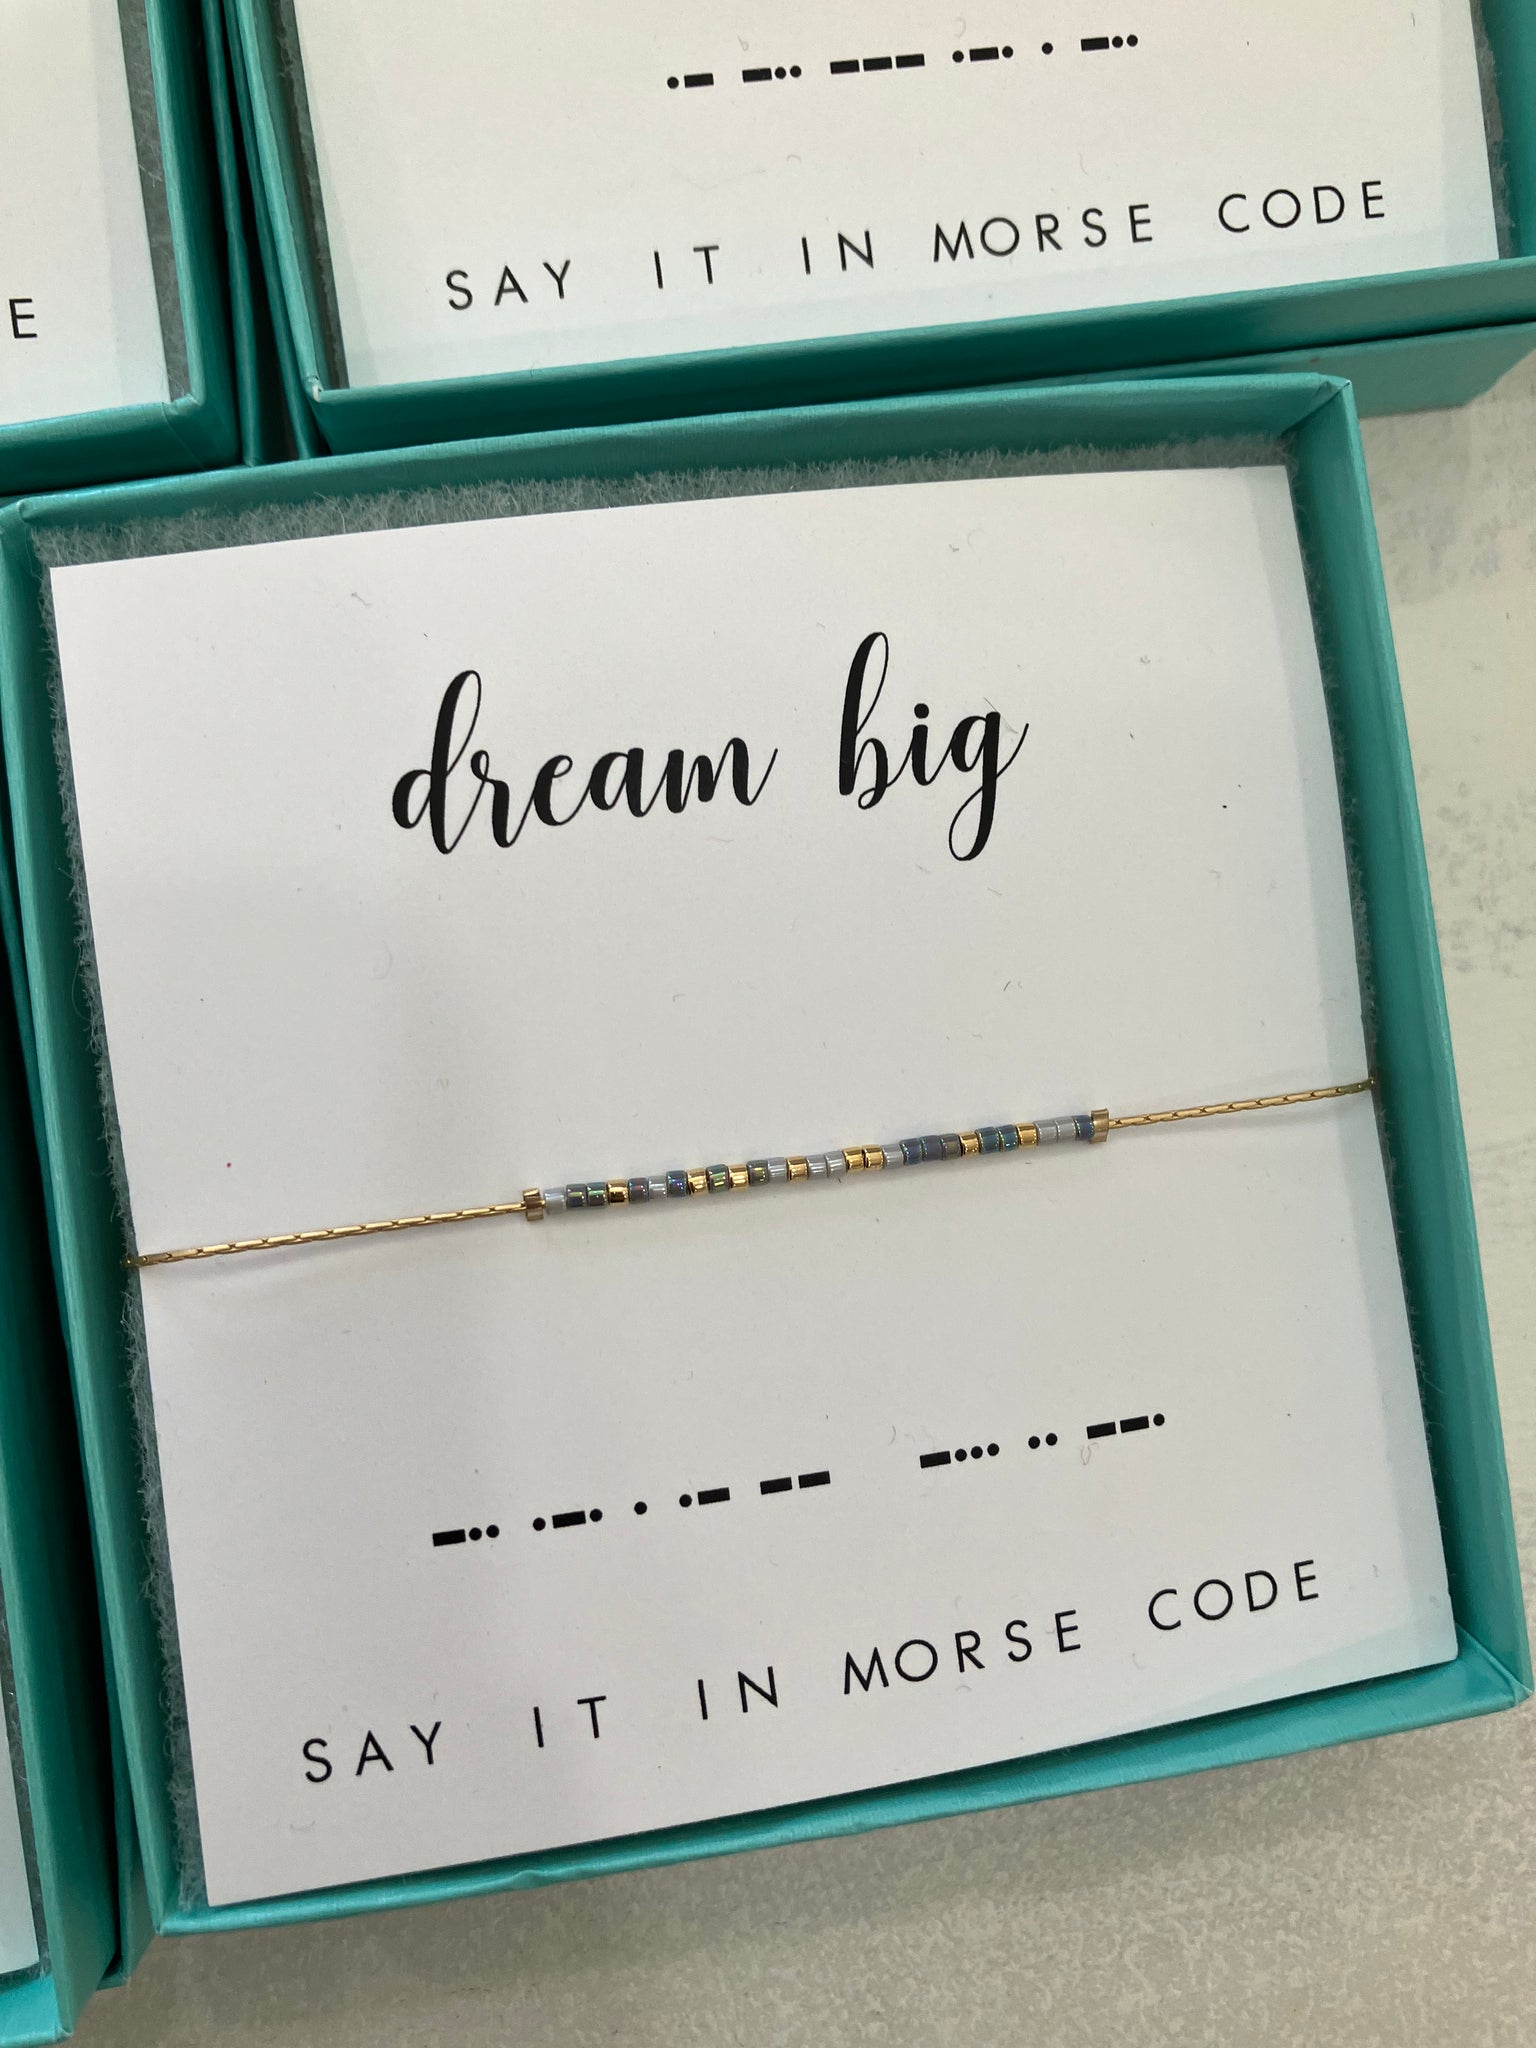 .- -.. --- .-. . -..
SAY IT IN MORSE CODE
E
dream big
-.. .-. . .- -- -... .. --.
SAY IT IN MORSE CODE